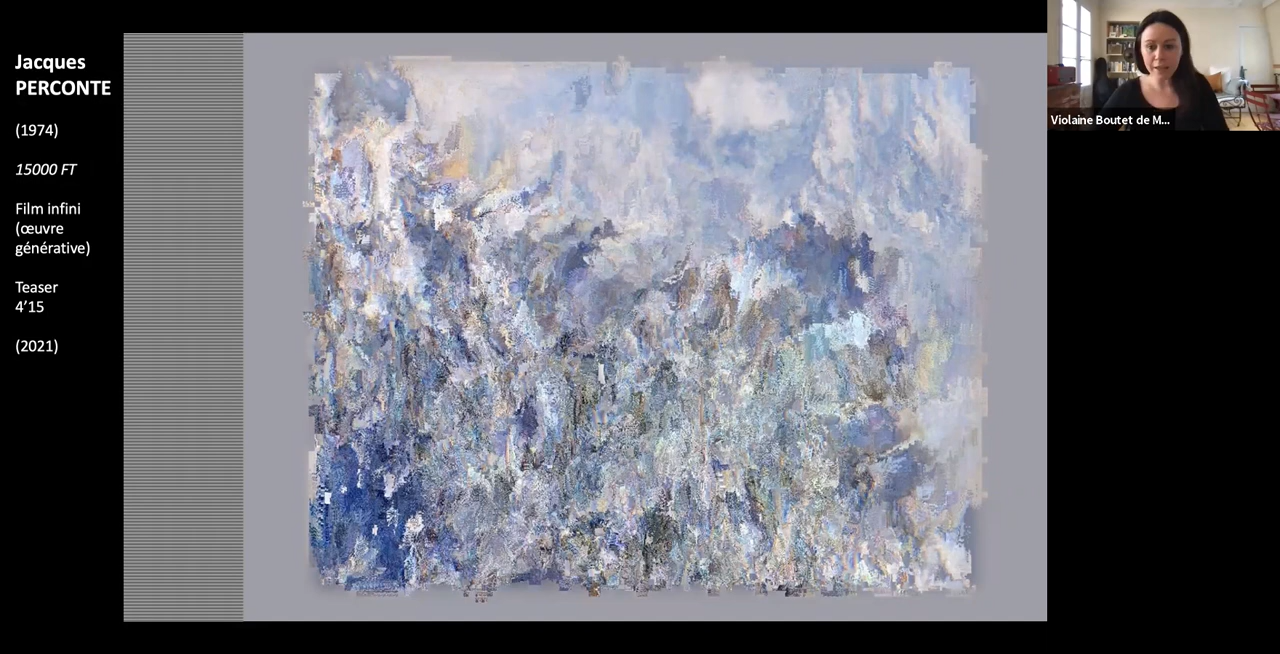 Jacques
PERCONTE
(1974)
15000 FT
Film infini
(œuvre
générative)
Teaser
4’15
(2021)
Violaine Boutet de M...